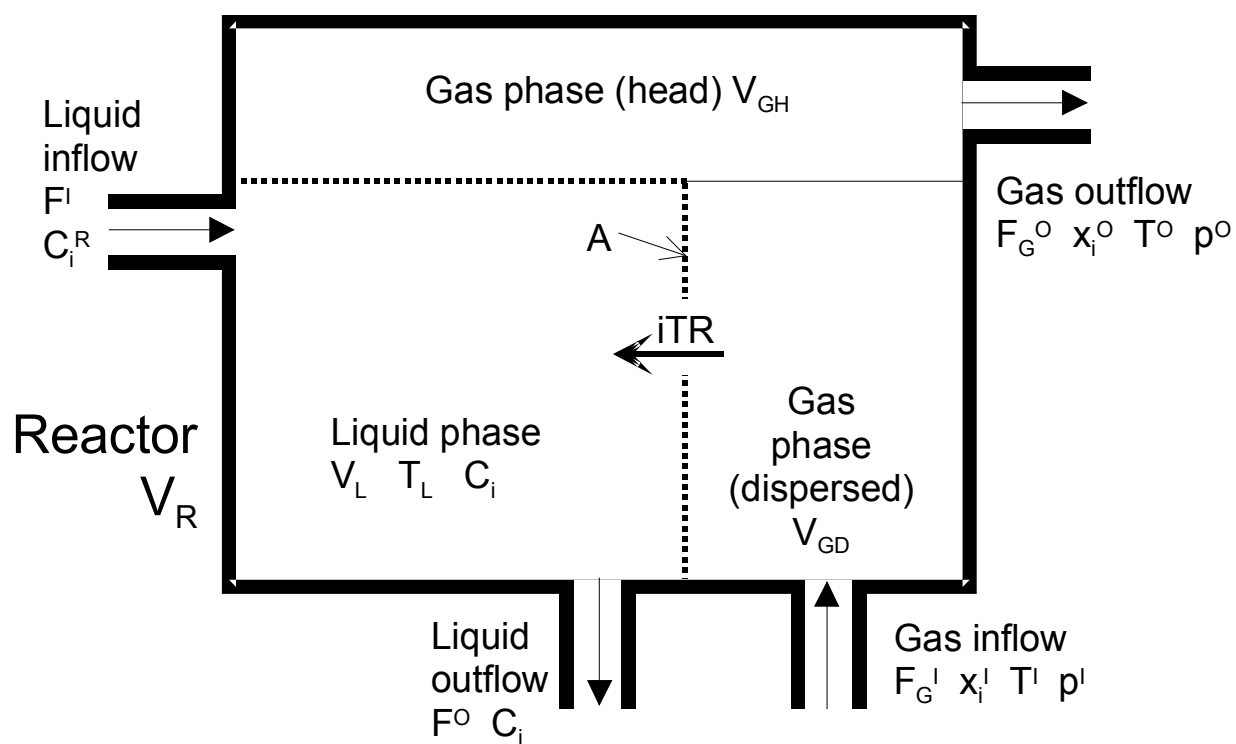 Gas phase (head) V_GH
Liquid
inflow
F^I
C_i^R
Gas outflow
F_G^O x_i^O T^O p^O
A
iTR
Reactor
V_R
Liquid phase
V_L T_L C_i
Gas
phase
(dispersed)
V_GD
Liquid
outflow
F^O C_i
Gas inflow
F_G^I x_i^I T^I p^I